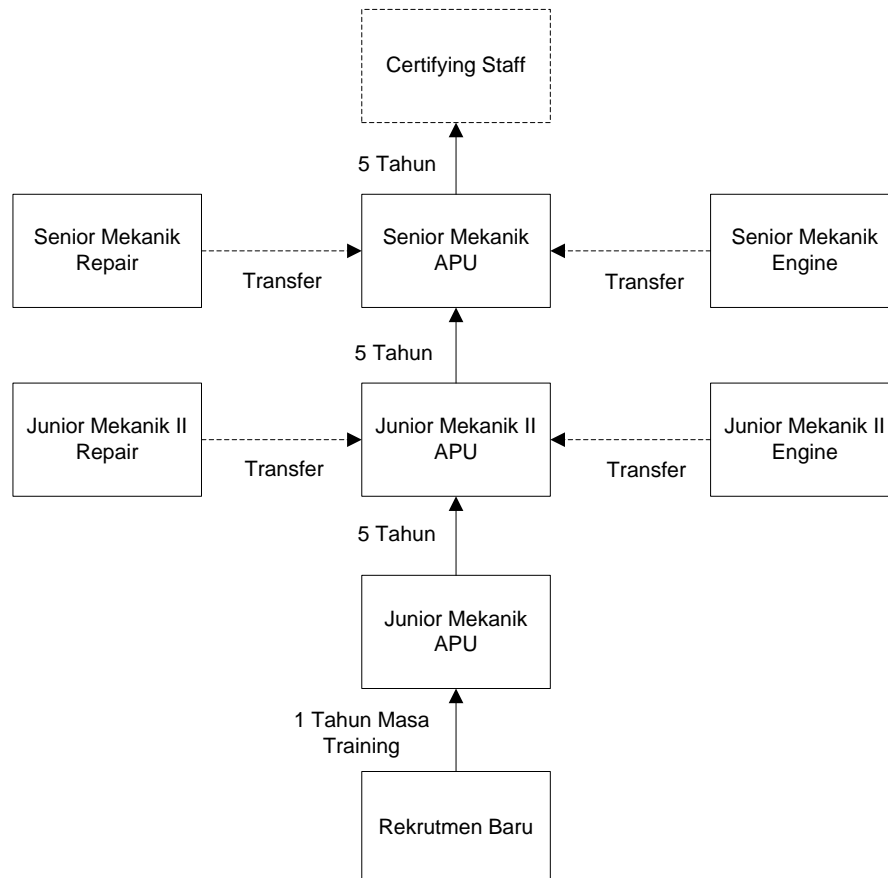 Certifying Staff
5 Tahun
Senior Mekanik
Repair
Transfer
Senior Mekanik
APU
Transfer
Senior Mekanik
Engine
5 Tahun
Junior Mekanik II
Repair
Transfer
Junior Mekanik II
APU
Transfer
Junior Mekanik II
Engine
5 Tahun
Junior Mekanik
APU
1 Tahun Masa
Training
Rekrutmen Baru